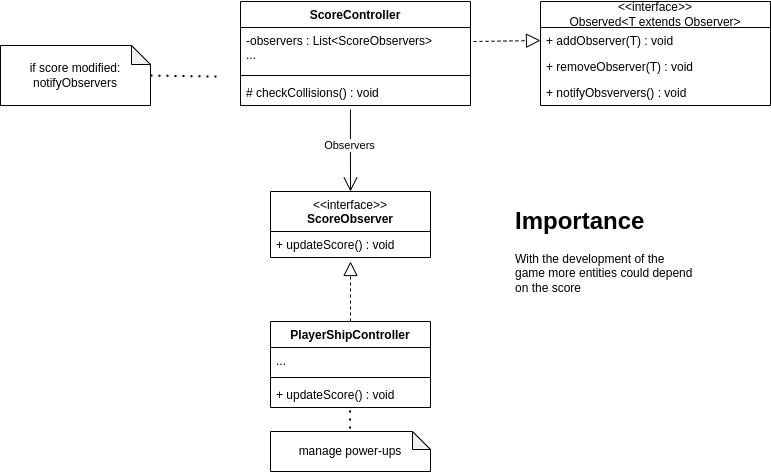 ScoreController
-observers : List<ScoreObservers>
...
# checkCollisions() : void
<<interface>>
Observed<T extends Observer>
+ addObserver(T) : void
+ removeObserver(T) : void
+ notifyObsververs() : void
if score modified:
notifyObservers
Observers
<<interface>>
ScoreObserver
+ updateScore() : void
Importance
With the development of the
game more entities could depend
on the score
PlayerShipController
...
+ updateScore() : void
manage power-ups